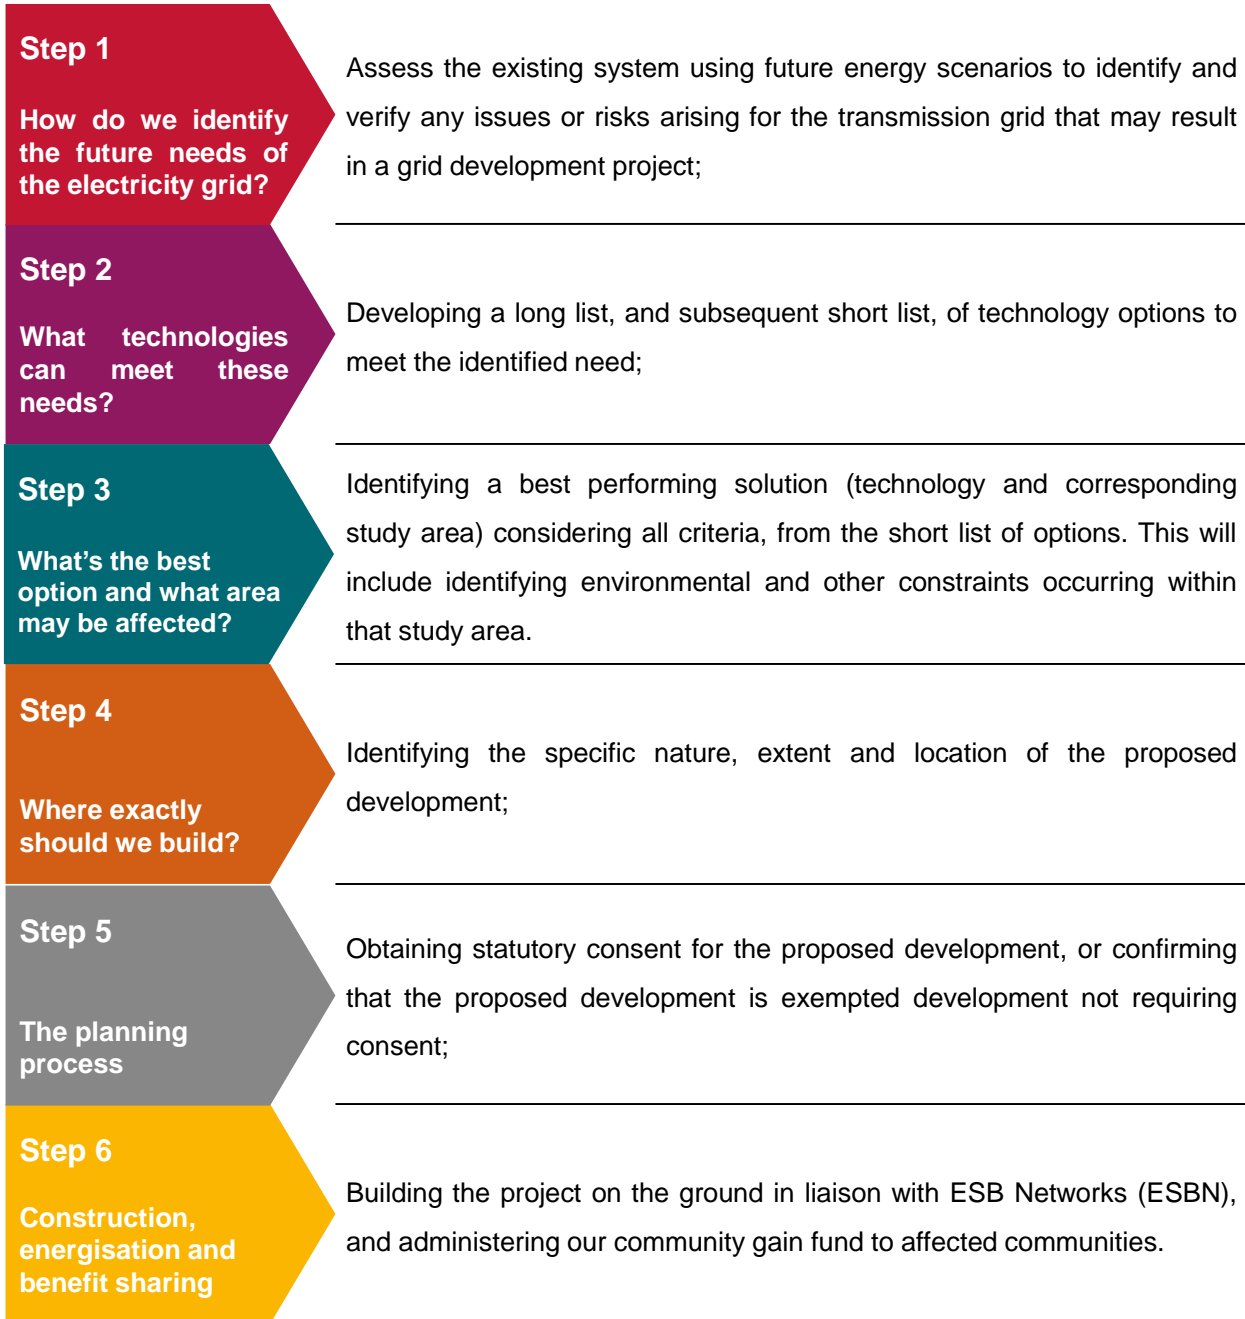 Step 1
How do we identify
the future needs of
the electricity grid?
Assess the existing system using future energy scenarios to identify and
verify any issues or risks arising for the transmission grid that may result
in a grid development project;
Step 2
What technologies
can meet these
needs?
Developing a long list, and subsequent short list, of technology options to
meet the identified need;
Step 3
What’s the best
option and what area
may be affected?
Identifying a best performing solution (technology and corresponding
study area) considering all criteria, from the short list of options. This will
include identifying environmental and other constraints occurring within
that study area.
Step 4
Where exactly
should we build?
Identifying the specific nature, extent and location of the proposed
development;
Step 5
The planning
process
Obtaining statutory consent for the proposed development, or confirming
that the proposed development is exempted development not requiring
consent;
Step 6
Construction,
energisation and
benefit sharing
Building the project on the ground in liaison with ESB Networks (ESBN),
and administering our community gain fund to affected communities.